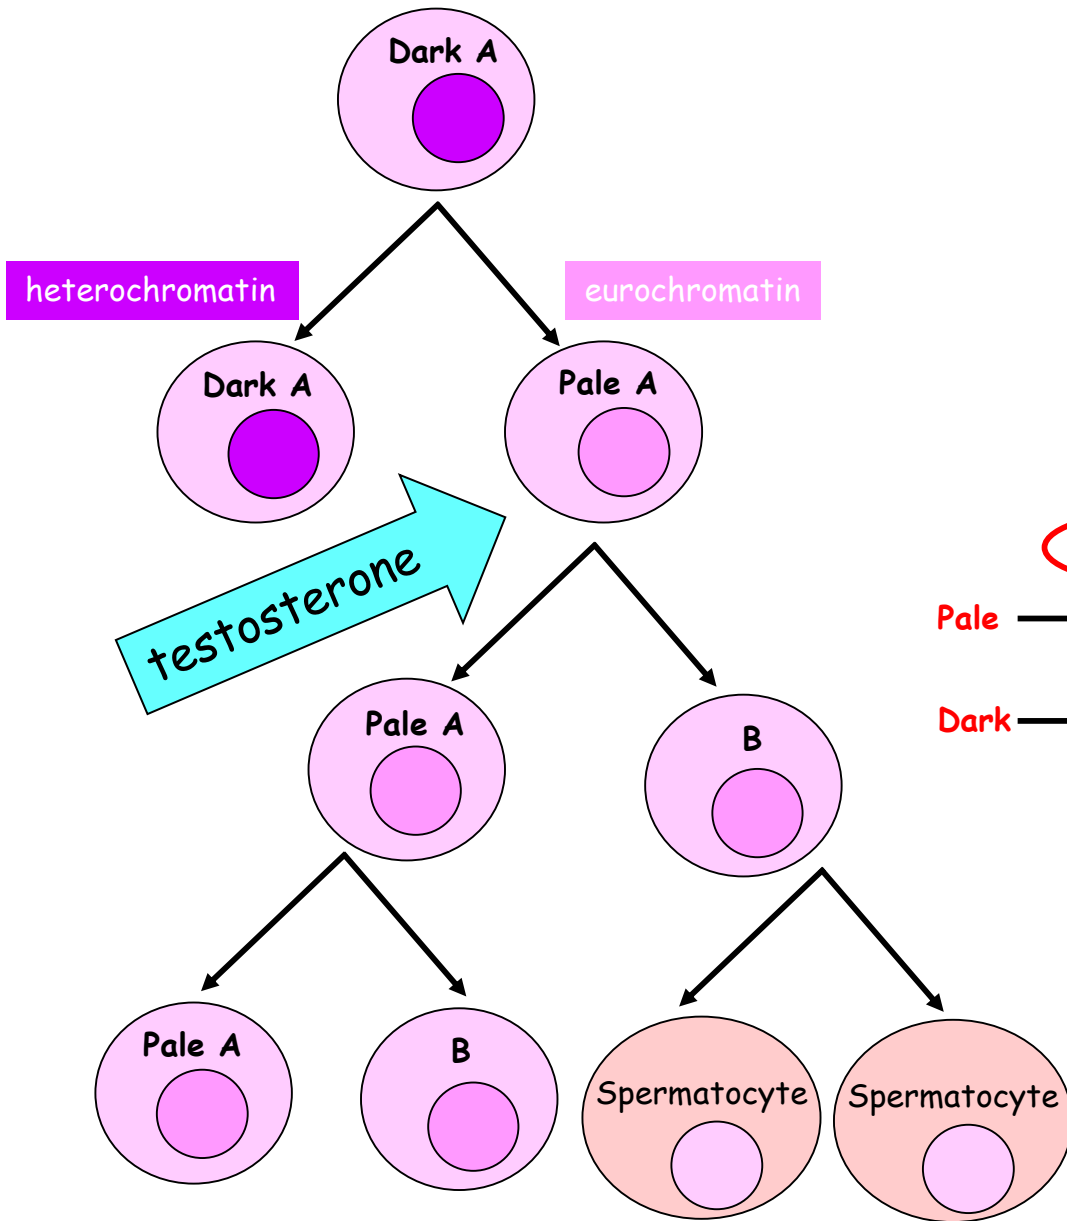 Dark A
heterochromatin
eurochromatin
Dark A
Pale A
testosterone
Pale
Dark
Pale A
B
Pale A
B
Spermatocyte
Spermatocyte